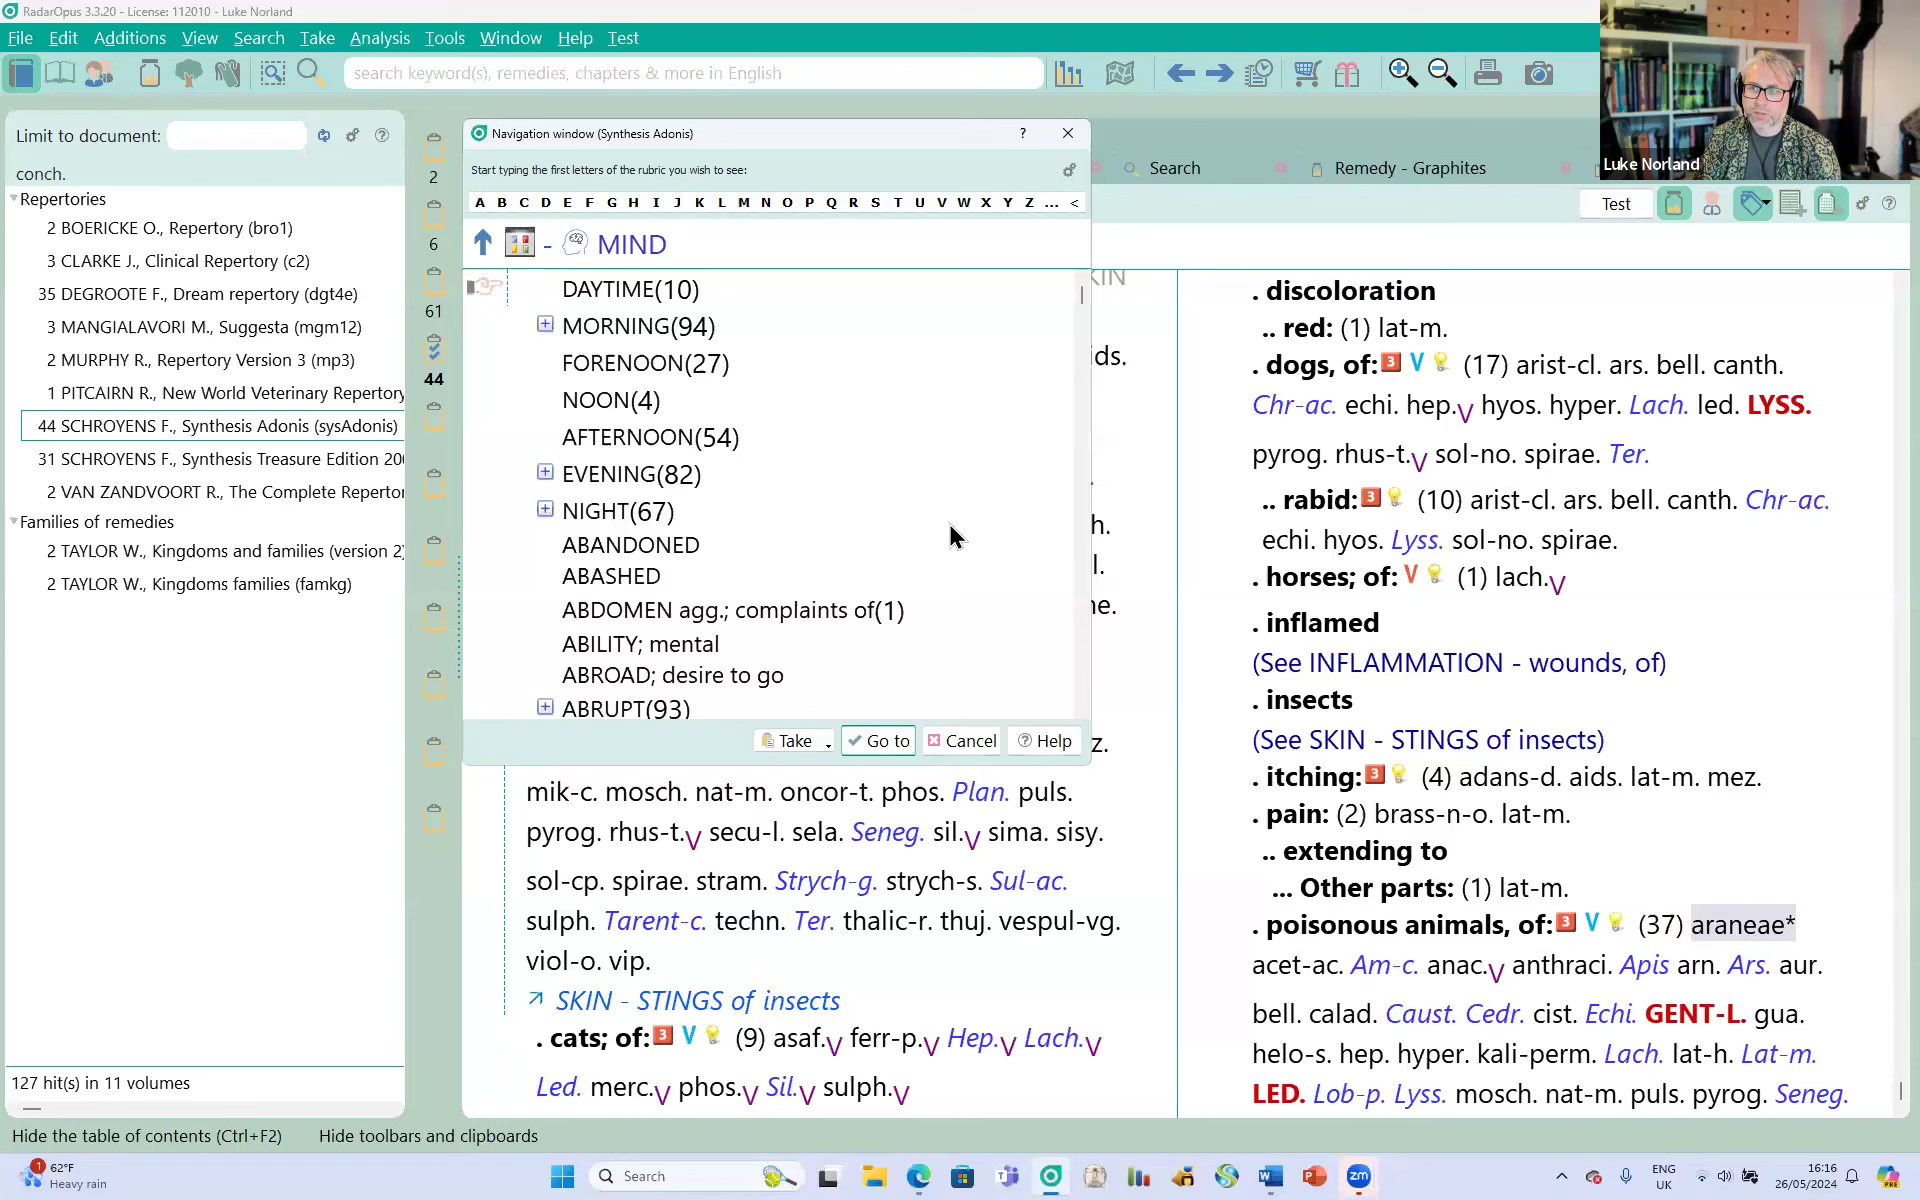 RadarOpus 3.3.20 - License: 112010 - Luke Norland
File Edit Additions View Search Take Analysis Tools Window Help Test
search keyword(s), remedies, chapters & more in English
Luke Norland
Limit to document:
conch.
Repertories
2 BOERICKE O., Repertory (bro1)
3 CLARKE J., Clinical Repertory (c2)
35 DEGROOTE F., Dream repertory (dgt4e)
3 MANGIALAVORI M., Suggesta (mgm12)
2 MURPHY R., Repertory Version 3 (mp3)
1 PITCAIRN R., New World Veterinary Repertory
44 SCHROYENS F., Synthesis Adonis (sysAdonis)
31 SCHROYENS F., Synthesis Treasure Edition 200
2 VAN ZANDVOORT R., The Complete Repertor
Families of remedies
2 TAYLOR W., Kingdoms and families (version 2)
2 TAYLOR W., Kingdoms families (famkg)
127 hit(s) in 11 volumes
2
6
61
44
Navigation window (Synthesis Adonis) ?
Start typing the first letters of the rubric you wish to see:
A B C D E F G H I J K L M N O P Q R S T U V W X Y Z ... <
- MIND
DAYTIME(10)
MORNING(94)
FORENOON(27)
NOON(4)
AFTERNOON(54)
EVENING(82)
NIGHT(67)
ABANDONED
ABASHED
ABDOMEN agg.; complaints of(1)
ABILITY; mental
ABROAD; desire to go
ABRUPT(93)
Take Go to Cancel Help
Search Remedy - Graphites
Test
KIN
ids.
h.
l.
ne.
z.
mik-c. mosch. nat-m. oncor-t. phos. Plan. puls.
pyrog. rhus-t.V secu-l. sela. Seneg. sil.V sima. sisy.
sol-cp. spirae. stram. Strych-g. strych-s. Sul-ac.
sulph. Tarent-c. techn. Ter. thalic-r. thuj. vespul-vg.
viol-o. vip.
SKIN - STINGS of insects
. cats; of: 3 V (9) asaf.V ferr-p.V Hep.V Lach.V
Led. merc.V phos.V Sil.V sulph.V
. discoloration
.. red: (1) lat-m.
. dogs, of: 3 V (17) arist-cl. ars. bell. canth.
Chr-ac. echi. hep.V hyos. hyper. Lach. led. LYSS.
pyrog. rhus-t.V sol-no. spirae. Ter.
.. rabid: 3 (10) arist-cl. ars. bell. canth. Chr-ac.
echi. hyos. Lyss. sol-no. spirae.
. horses; of: V (1) lach.V
. inflamed
(See INFLAMMATION - wounds, of)
. insects
(See SKIN - STINGS of insects)
. itching: 3 (4) adans-d. aids. lat-m. mez.
. pain: (2) brass-n-o. lat-m.
.. extending to
... Other parts: (1) lat-m.
. poisonous animals, of: 3 V (37) araneae*
acet-ac. Am-c. anac.V anthraci. Apis arn. Ars. aur.
bell. calad. Caust. Cedr. cist. Echi. GENT-L. gua.
helo-s. hep. hyper. kali-perm. Lach. lat-h. Lat-m.
LED. Lob-p. Lyss. mosch. nat-m. puls. pyrog. Seneg.
Hide the table of contents (Ctrl+F2) Hide toolbars and clipboards
1
62°F
Heavy rain
Search
zm
ENG
UK
16:16
26/05/2024
PRE